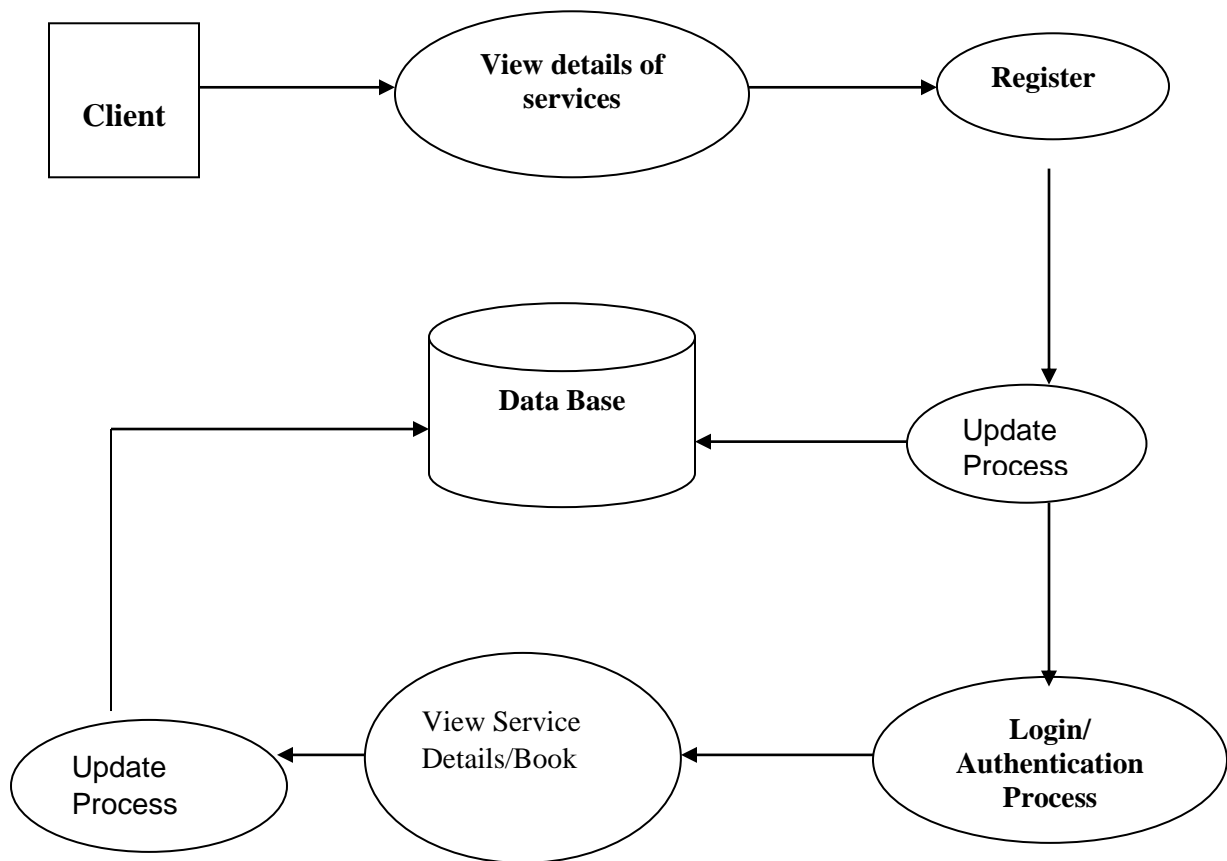 Client
View details of
services
Register
Data Base
Update
Process
View Service
Details/Book
Login/
Authentication
Process
Update
Process